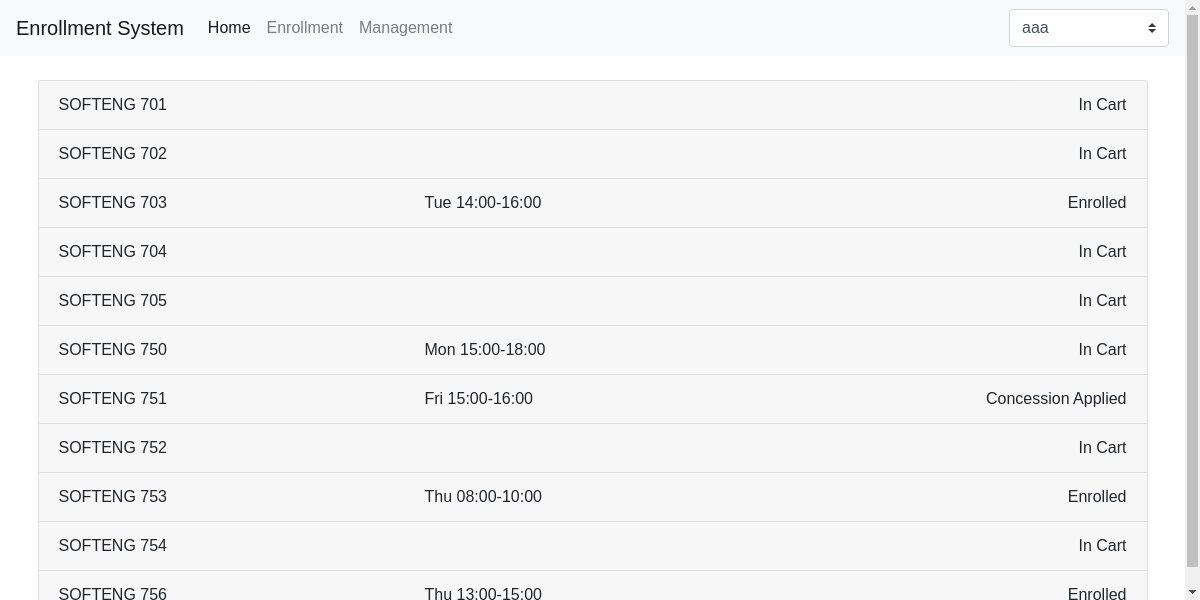 Enrollment System Home Enrollment Management aaa
SOFTENG 701 In Cart
SOFTENG 702 In Cart
SOFTENG 703 Tue 14:00-16:00 Enrolled
SOFTENG 704 In Cart
SOFTENG 705 In Cart
SOFTENG 750 Mon 15:00-18:00 In Cart
SOFTENG 751 Fri 15:00-16:00 Concession Applied
SOFTENG 752 In Cart
SOFTENG 753 Thu 08:00-10:00 Enrolled
SOFTENG 754 In Cart
SOFTENG 756 Thu 13:00-15:00 Enrolled